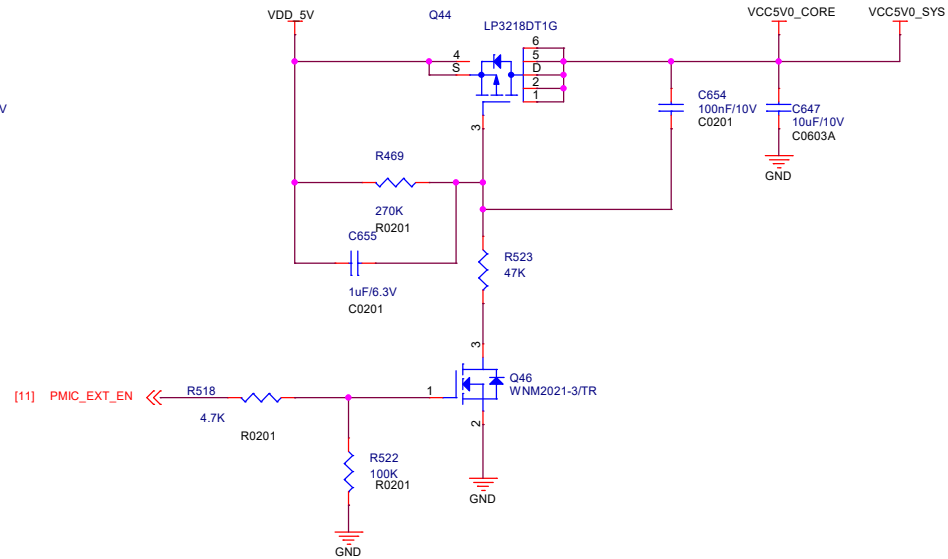 VDD_5V
Q44
LP3218DT1G
VCC5V0_CORE
VCC5V0_SYS
4
S
6
5
D
2
1
3
V
C654
100nF/10V
C0201
C647
10uF/10V
C0603A
GND
R469
270K
R0201
C655
1uF/6.3V
C0201
R523
47K
3
Q46
WNM2021-3/TR
1
2
[11] PMIC_EXT_EN
R518
4.7K
R0201
R522
100K
R0201
GND
GND